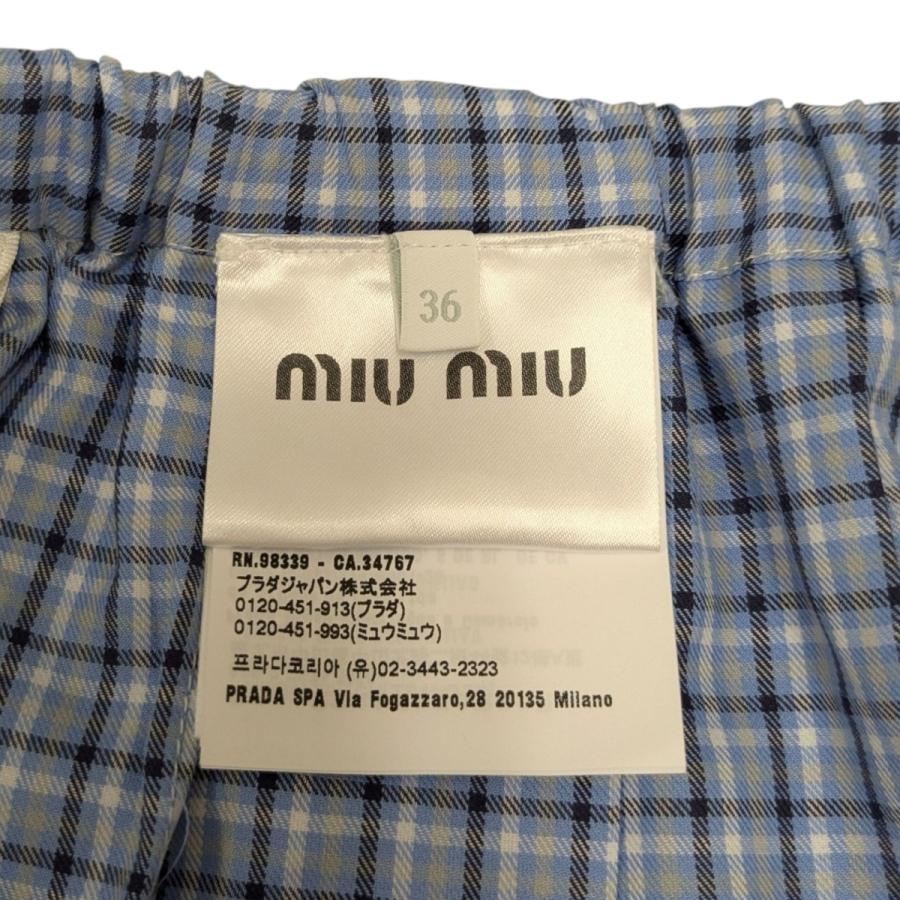 36
miu miu
RN.98339 - CA.34767
プラダジャパン株式会社
0120-451-913(プラダ)
0120-451-993(ミュウミュウ)
프라다코리아 (유)02-3443-2323
PRADA SPA Via Fogazzaro,28 20135 Milano